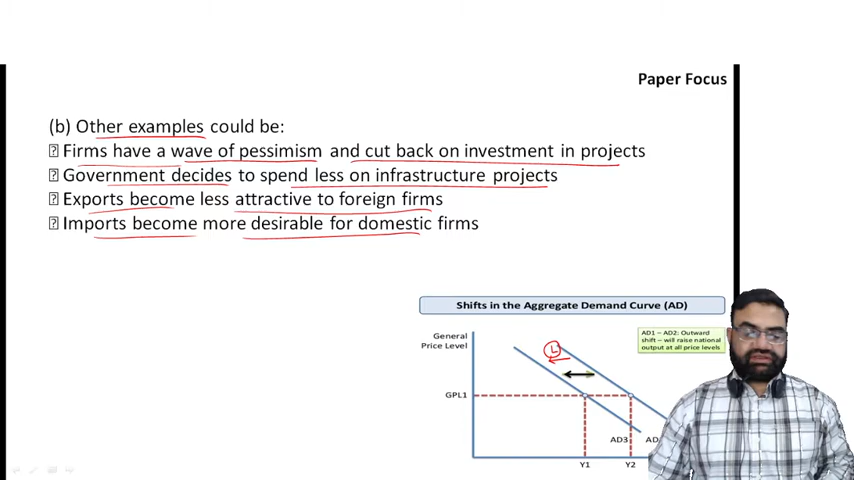 Paper Focus
(b) Other examples could be:
Firms have a wave of pessimism and cut back on investment in projects
Government decides to spend less on infrastructure projects
Exports become less attractive to foreign firms
Imports become more desirable for domestic firms
Shifts in the Aggregate Demand Curve (AD)
General
Price Level
AD1 – AD2: Outward
shift – will raise national
output at all price levels
L
GPL1
AD3
AD
Y1
Y2